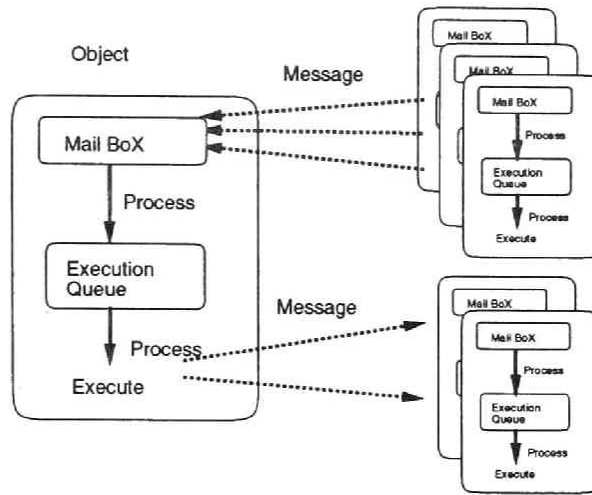 Object
Message
Mail BoX
Process
Execution
Queue
Process
Execute
Message
Mail BoX
Mail BoX
Mail BoX
Process
Execution
Queue
Process
Execute
Mail BoX
Mail BoX
Process
Execution
Queue
Process
Execute